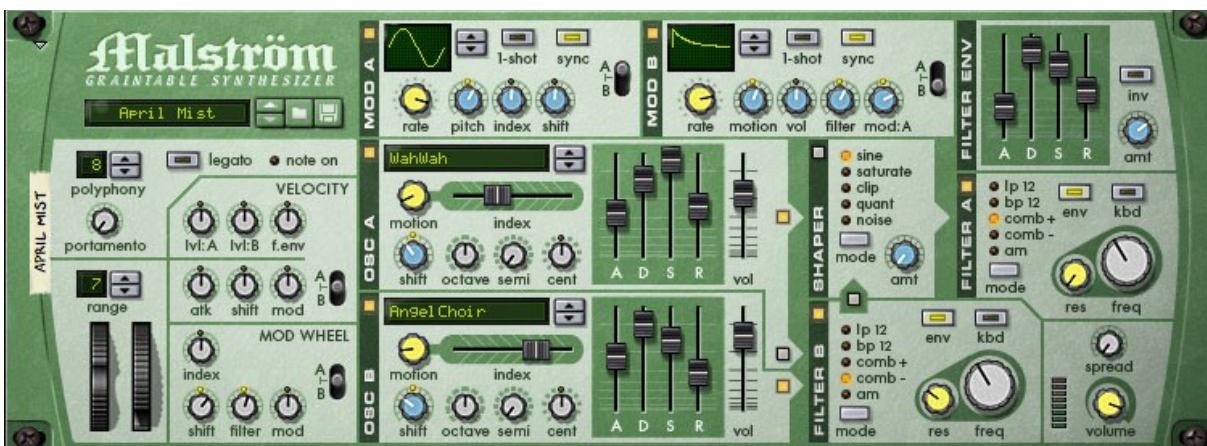 Malström
GRAINTABLE SYNTHESIZER
April Mist
APRIL MIST
8
polyphony
legato
note on
portamento
VELOCITY
lvl:A lvl:B f.env
7
range
atk shift mod
A
B
MOD WHEEL
index
A
B
shift filter mod
MOD A
1-shot sync
A
B
rate pitch index shift
MOD B
1-shot sync
A
B
rate motion vol filter mod:A
OSC A
WahWah
motion index
shift octave semi cent
A D S R vol
OSC B
AngelChoir
motion index
shift octave semi cent
A D S R vol
SHAPER
sine
saturate
clip
quant
noise
mode
amt
FILTER ENV
A D S R
inv
amt
FILTER A
lp 12
bp 12
comb +
comb -
am
mode
env kbd
res freq
FILTER B
lp 12
bp 12
comb +
comb -
am
mode
env kbd
res freq
spread
volume